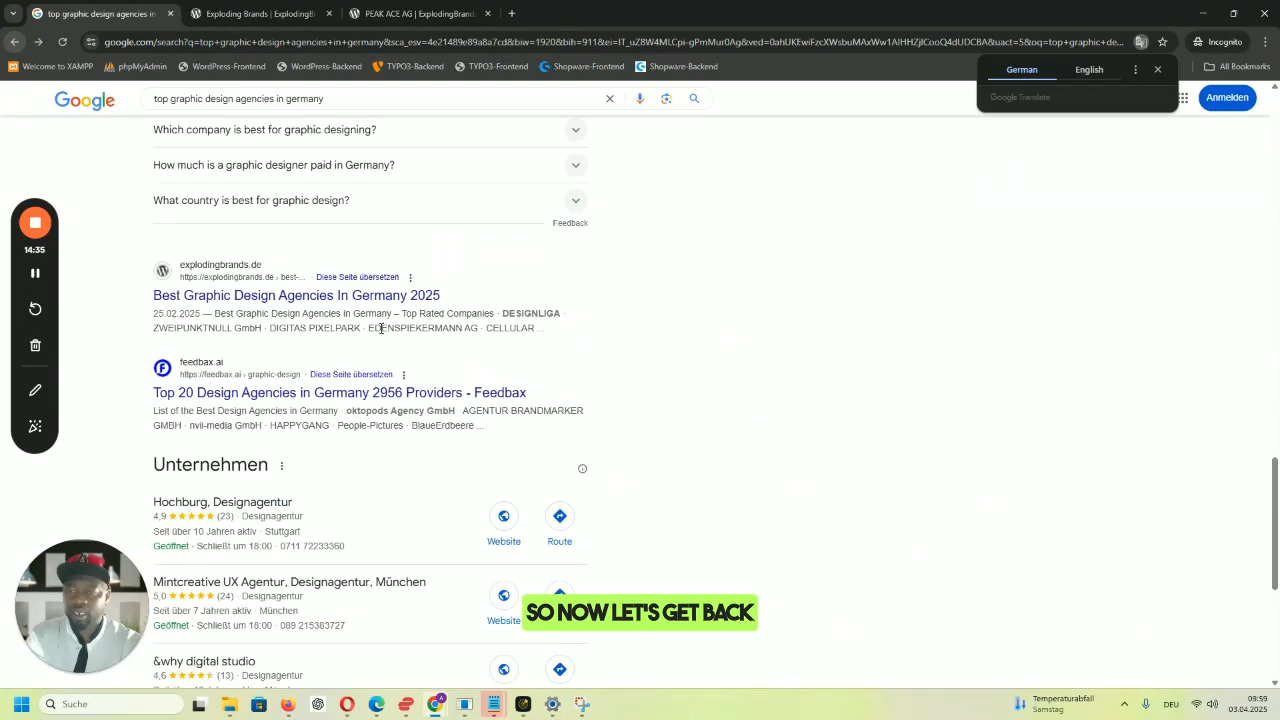 top graphic design agencies in
Wordpress | Exploding
PEAK ACE AG | ExplodingBrands
google.com/search?q=top+graphic+design+agencies+in+germany&sca_esv=e21489e89a7d6e0e&biw=1920&bih=911&ei=IT_uZ8W4MLCpi-gPmMur0Ag&ved=0ahUKEwiFzcXWsbuMAxWw1AIHHZjlCooQ4dUDCBA&uact=5&oq=top+graphic+de...
Incognito
Welcome to XAMPP
phpMyAdmin
WordPress-Frontend
WordPress-Backend
TYPO3-Backend
TYPO3-Frontend
Shopware-Frontend
Shopware-Backend
All Bookmarks
German
English
Google Translate
Google
top graphic design agencies in germany
Anmelden
Which company is best for graphic designing?
How much is a graphic designer paid in Germany?
What country is best for graphic design?
Feedback
14:35
explodingbrands.de
https://explodingbrands.de › best-... · Diese Seite übersetzen
Best Graphic Design Agencies In Germany 2025
25.02.2025 — Best Graphic Design Agencies in Germany – Top Rated Companies · DESIGNLIGA ·
ZWEIPUNKTNULL GmbH · DIGITAS PIXELPARK · EDENSPIEKERMANN AG · CELLULAR ...
feedbax.ai
https://feedbax.ai › graphic-design · Diese Seite übersetzen
Top 20 Design Agencies in Germany 2956 Providers - Feedbax
List of the Best Design Agencies in Germany · oktopods Agency GmbH · AGENTUR BRANDMARKER
GMBH · nvii-media GmbH · HAPPYGANG · People-Pictures · BlaueErdbeere ...
Unternehmen
Hochburg, Designagentur
4,9 (23) · Designagentur
Seit über 10 Jahren aktiv · Stuttgart
Geöffnet · Schließt um 18:00 · 0711 72233360
Website
Route
Mintcreative UX Agentur, Designagentur, München
5,0 (24) · Designagentur
Seit über 7 Jahren aktiv · München
Geöffnet · Schließt um 18:00 · 089 215383727
Website
SO NOW LET'S GET BACK
&why digital studio
4,6 (13) · Designagentur
Suche
Temperaturabfall
Samstag
DEU
09:59
03.04.2025